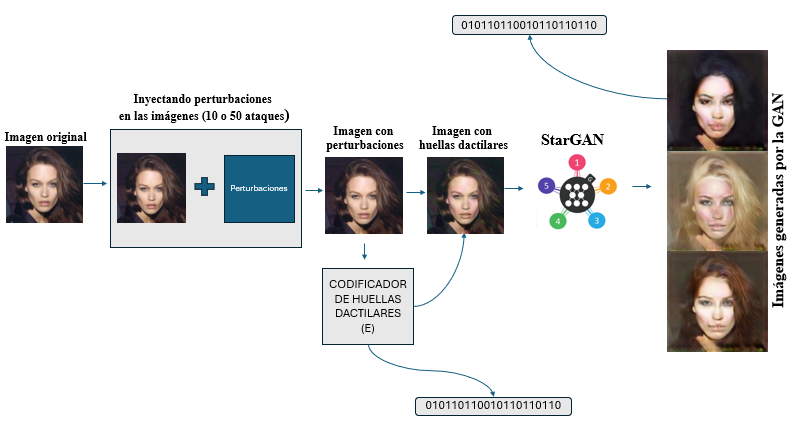 010110110010110110110
Inyectando perturbaciones
en las imágenes (10 o 50 ataques)
Imagen original
Perturbaciones
Imagen con
perturbaciones
Imagen con
huellas dactilares
StarGAN
1
2
3
4
5
Imágenes generadas por la GAN
CODIFICADOR
DE HUELLAS
DACTILARES
(E)
010110110010110110110